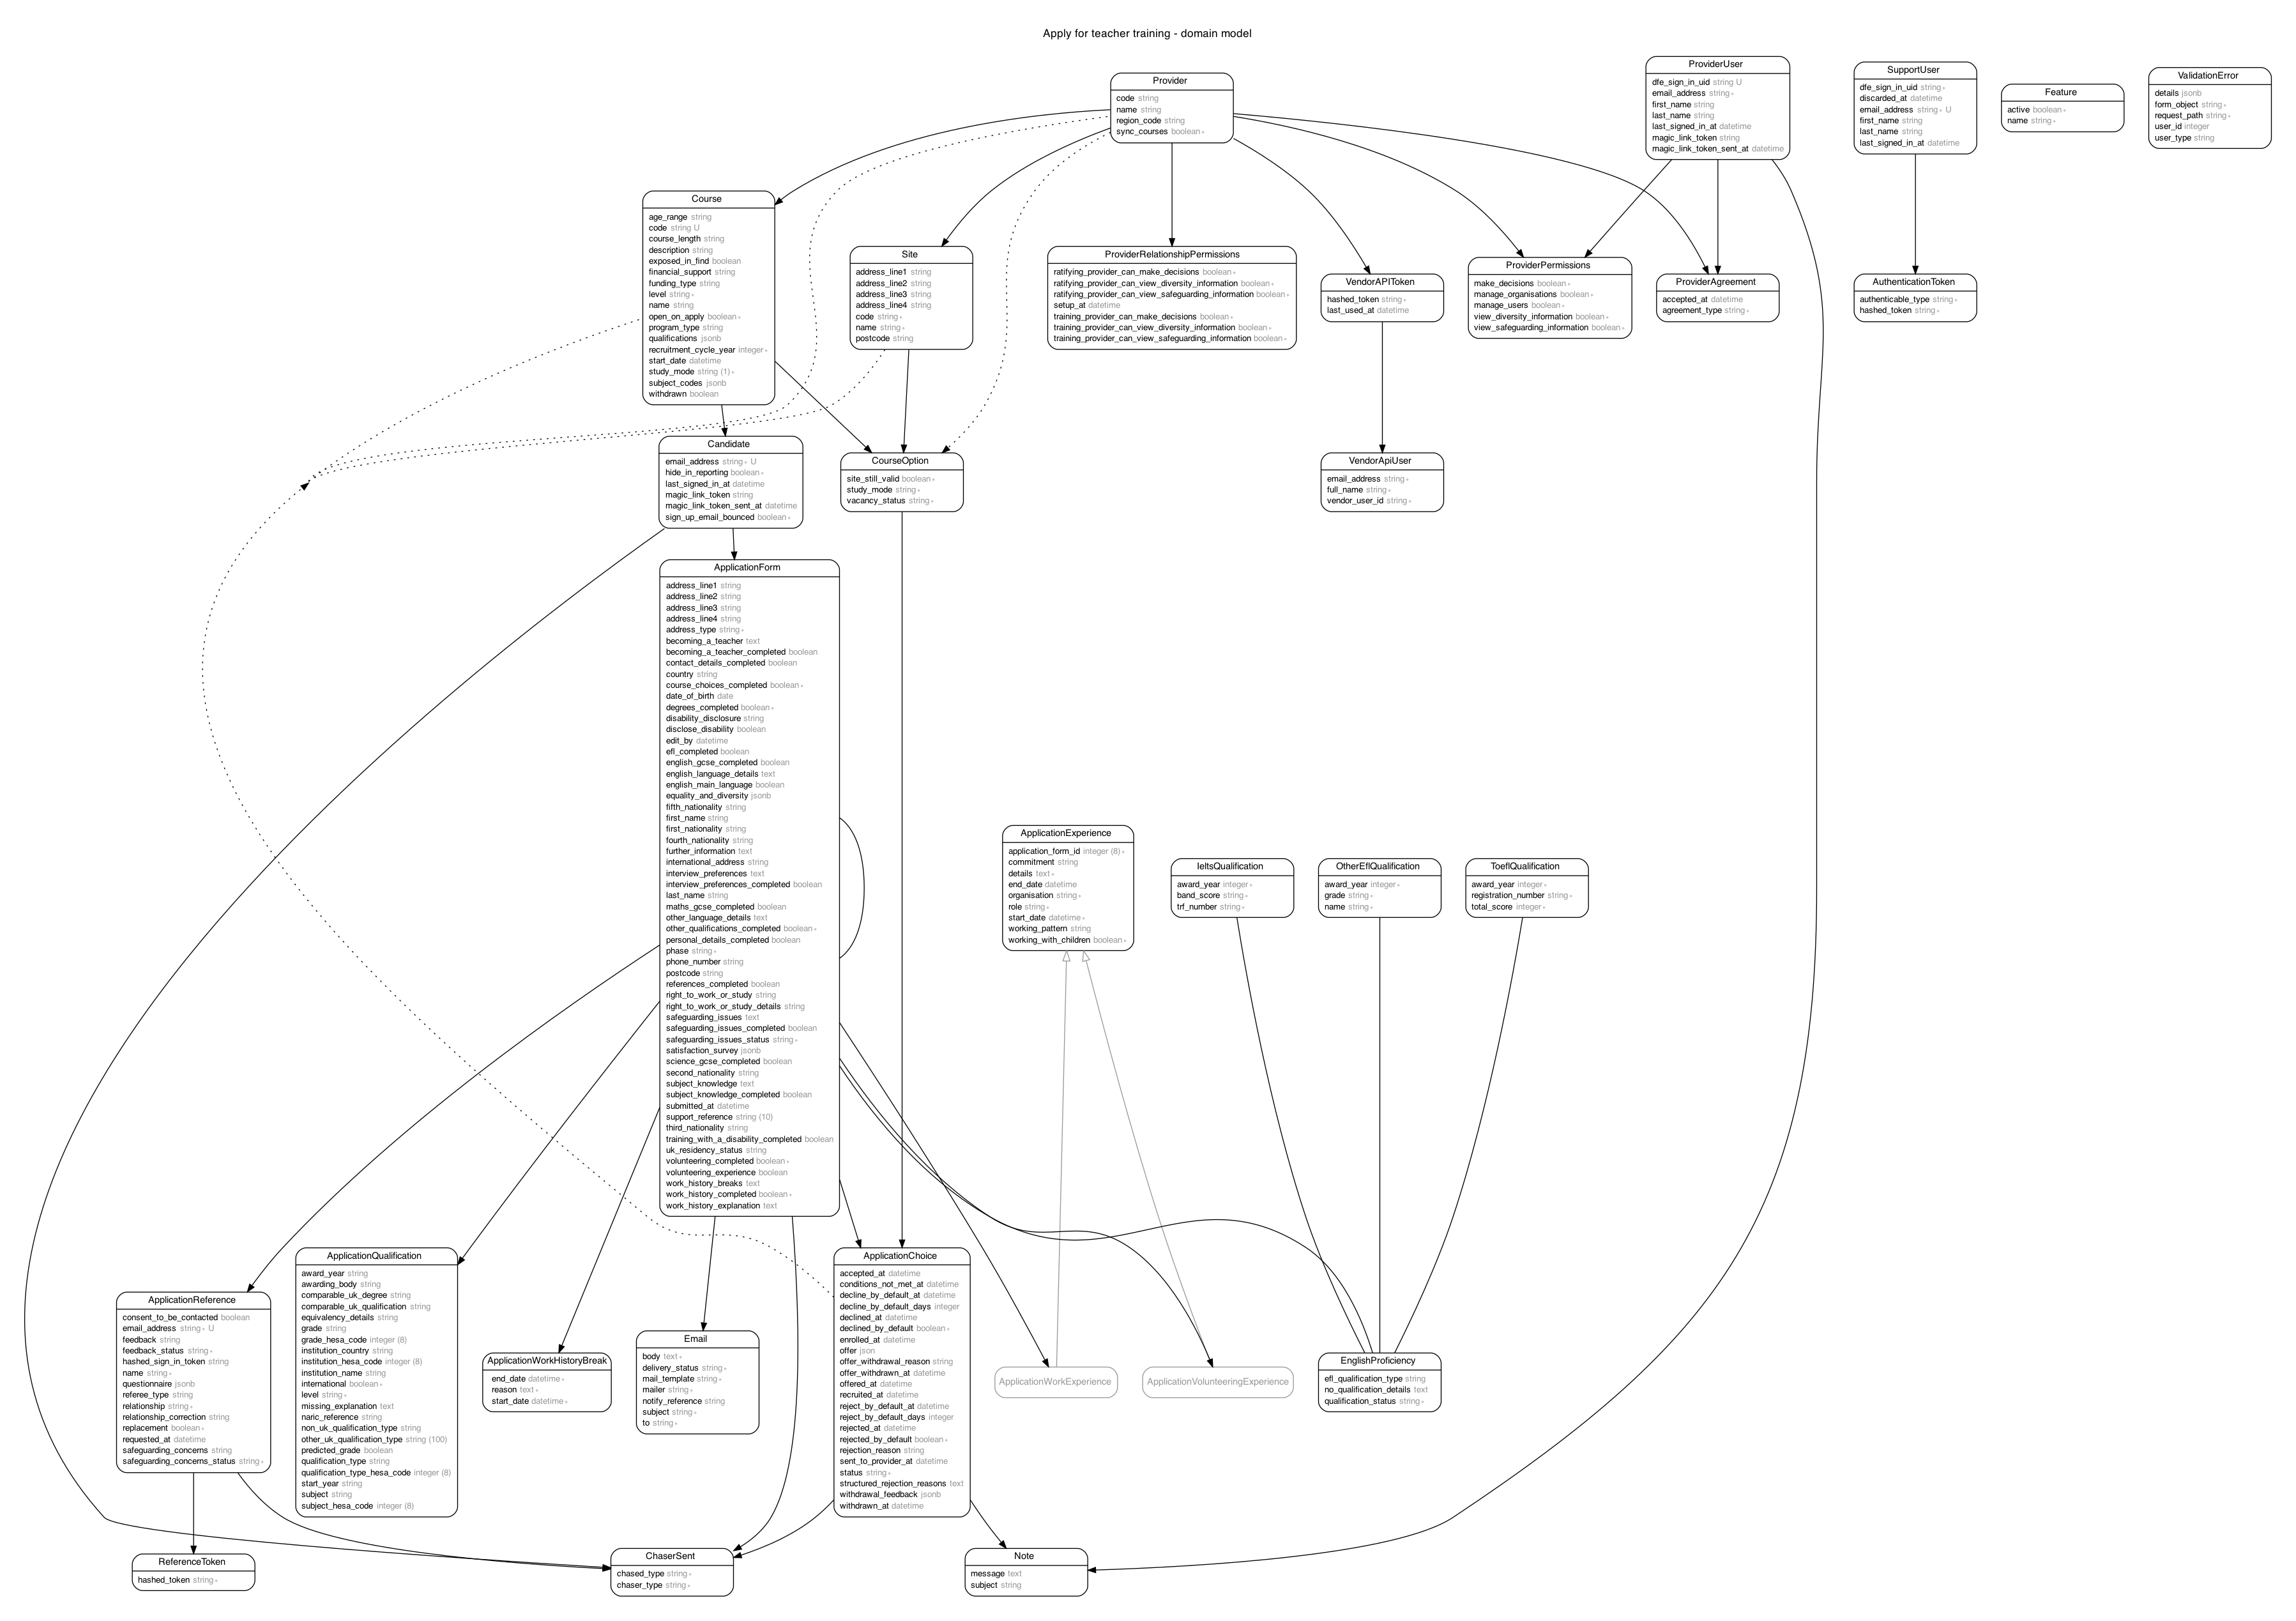 Apply for teacher training - domain model
Provider
code string
name string
region_code string
sync_courses boolean *
ProviderUser
dfe_sign_in_uid string U
email_address string *
first_name string
last_name string
last_signed_in_at datetime
magic_link_token string
magic_link_token_sent_at datetime
SupportUser
dfe_sign_in_uid string *
discarded_at datetime
email_address string * U
first_name string
last_name string
last_signed_in_at datetime
Feature
active boolean *
name string *
ValidationError
details jsonb
form_object string *
request_path string *
user_id integer
user_type string
Course
age_range string
code string U
course_length string
description string
exposed_in_find boolean
financial_support string
funding_type string
level string *
name string
open_on_apply boolean *
program_type string
qualifications jsonb
recruitment_cycle_year integer *
start_date datetime
study_mode string (1) *
subject_codes jsonb
withdrawn boolean
Site
address_line1 string
address_line2 string
address_line3 string
address_line4 string
code string *
name string *
postcode string
ProviderRelationshipPermissions
ratifying_provider_can_make_decisions boolean *
ratifying_provider_can_view_diversity_information boolean *
ratifying_provider_can_view_safeguarding_information boolean *
setup_at datetime
training_provider_can_make_decisions boolean *
training_provider_can_view_diversity_information boolean *
training_provider_can_view_safeguarding_information boolean *
VendorAPIToken
hashed_token string *
last_used_at datetime
ProviderPermissions
make_decisions boolean *
manage_organisations boolean *
manage_users boolean *
view_diversity_information boolean *
view_safeguarding_information boolean *
ProviderAgreement
accepted_at datetime
agreement_type string *
AuthenticationToken
authenticable_type string *
hashed_token string *
Candidate
email_address string * U
hide_in_reporting boolean *
last_signed_in_at datetime
magic_link_token string
magic_link_token_sent_at datetime
sign_up_email_bounced boolean *
CourseOption
site_still_valid boolean *
study_mode string *
vacancy_status string *
VendorApiUser
email_address string *
full_name string *
vendor_user_id string *
ApplicationForm
address_line1 string
address_line2 string
address_line3 string
address_line4 string
address_type string *
becoming_a_teacher text
becoming_a_teacher_completed boolean
contact_details_completed boolean
country string
course_choices_completed boolean *
date_of_birth date
degrees_completed boolean *
disability_disclosure string
disclose_disability boolean
edit_by datetime
efl_completed boolean
english_gcse_completed boolean
english_language_details text
english_main_language boolean
equality_and_diversity jsonb
fifth_nationality string
first_name string
first_nationality string
fourth_nationality string
further_information text
international_address string
interview_preferences text
interview_preferences_completed boolean
last_name string
maths_gcse_completed boolean
other_language_details text
other_qualifications_completed boolean *
personal_details_completed boolean
phase string *
phone_number string
postcode string
references_completed boolean
right_to_work_or_study string
right_to_work_or_study_details string
safeguarding_issues text
safeguarding_issues_completed boolean
safeguarding_issues_status string *
satisfaction_survey jsonb
science_gcse_completed boolean
second_nationality string
subject_knowledge text
subject_knowledge_completed boolean
submitted_at datetime
support_reference string (10)
third_nationality string
training_with_a_disability_completed boolean
uk_residency_status string
volunteering_completed boolean *
volunteering_experience boolean
work_history_breaks text
work_history_completed boolean *
work_history_explanation text
ApplicationExperience
application_form_id integer (8) *
commitment string
details text *
end_date datetime
organisation string *
role string *
start_date datetime *
working_pattern string
working_with_children boolean *
IeltsQualification
award_year integer *
band_score string *
trf_number string *
OtherEflQualification
award_year integer *
grade string *
name string *
ToeflQualification
award_year integer *
registration_number string *
total_score integer *
ApplicationReference
consent_to_be_contacted boolean
email_address string * U
feedback string
feedback_status string *
hashed_sign_in_token string
name string *
questionnaire jsonb
referee_type string
relationship string *
relationship_correction string
replacement boolean *
requested_at datetime
safeguarding_concerns string
safeguarding_concerns_status string *
ApplicationQualification
award_year string
awarding_body string
comparable_uk_degree string
comparable_uk_qualification string
equivalency_details string
grade string
grade_hesa_code integer (8)
institution_country string
institution_hesa_code integer (8)
institution_name string
international boolean *
level string *
missing_explanation text
naric_reference string
non_uk_qualification_type string
other_uk_qualification_type string (100)
predicted_grade boolean
qualification_type string
qualification_type_hesa_code integer (8)
start_year string
subject string
subject_hesa_code integer (8)
ApplicationWorkHistoryBreak
end_date datetime *
reason text *
start_date datetime *
Email
body text *
delivery_status string *
mail_template string *
mailer string *
notify_reference string
subject string *
to string *
ApplicationChoice
accepted_at datetime
conditions_not_met_at datetime
decline_by_default_at datetime
decline_by_default_days integer
declined_at datetime
declined_by_default boolean *
enrolled_at datetime
offer json
offer_withdrawal_reason string
offer_withdrawn_at datetime
offered_at datetime
recruited_at datetime
reject_by_default_at datetime
reject_by_default_days integer
rejected_at datetime
rejected_by_default boolean *
rejection_reason string
sent_to_provider_at datetime
status string *
structured_rejection_reasons text
withdrawal_feedback jsonb
withdrawn_at datetime
ApplicationWorkExperience
ApplicationVolunteeringExperience
EnglishProficiency
efl_qualification_type string
no_qualification_details text
qualification_status string *
ReferenceToken
hashed_token string *
ChaserSent
chased_type string *
chaser_type string *
Note
message text
subject string